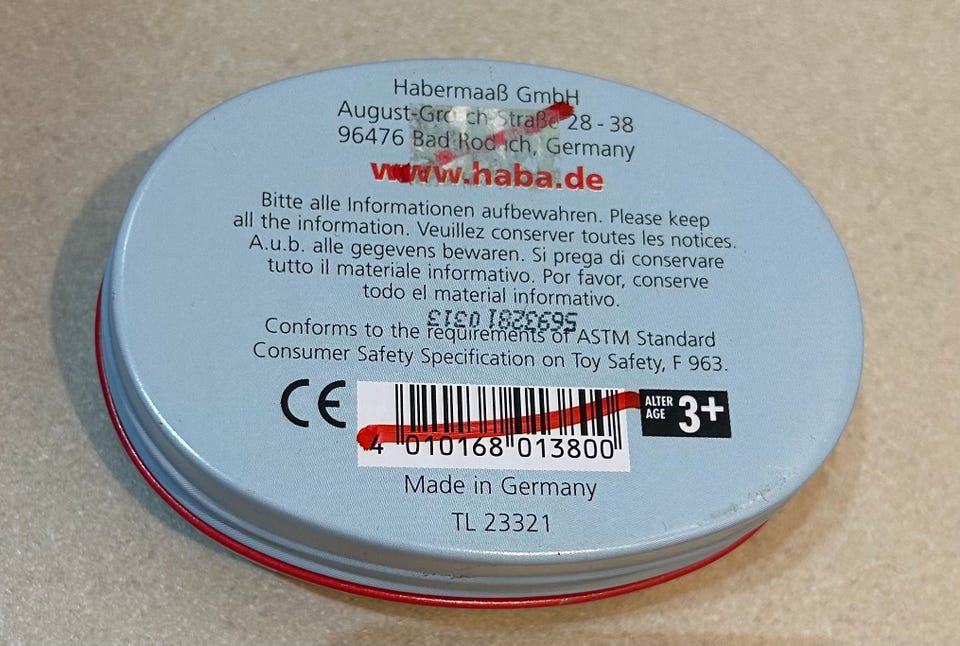 Habermaaß GmbH
August-Grosch-Straße 28 - 38
96476 Bad Rodach, Germany
www.haba.de
Bitte alle Informationen aufbewahren. Please keep
all the information. Veuillez conserver toutes les notices.
A.u.b. alle gegevens bewaren. Si prega di conservare
tutto il materiale informativo. Por favor, conserve
todo el material informativo.
Conforms to the requirements of ASTM Standard
Consumer Safety Specification on Toy Safety, F 963.
CE
ALTER
AGE 3+
4 010168 013800
Made in Germany
TL 23321